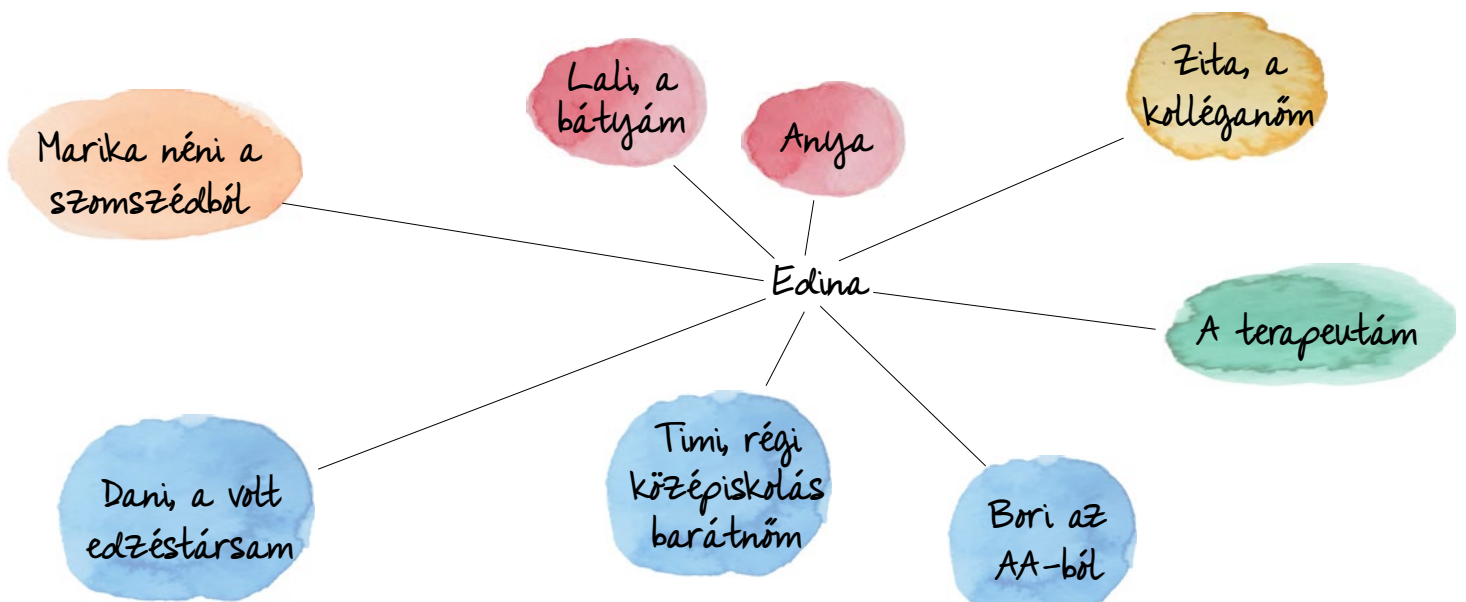 Lali, a
bátyám
Anya
Zita, a
kolléganőm
Marika néni a
szomszédból
Edina
A terapeutám
Dani, a volt
edzéstársam
Timi, régi
középiskolás
barátnőm
Bori az
AA-ból